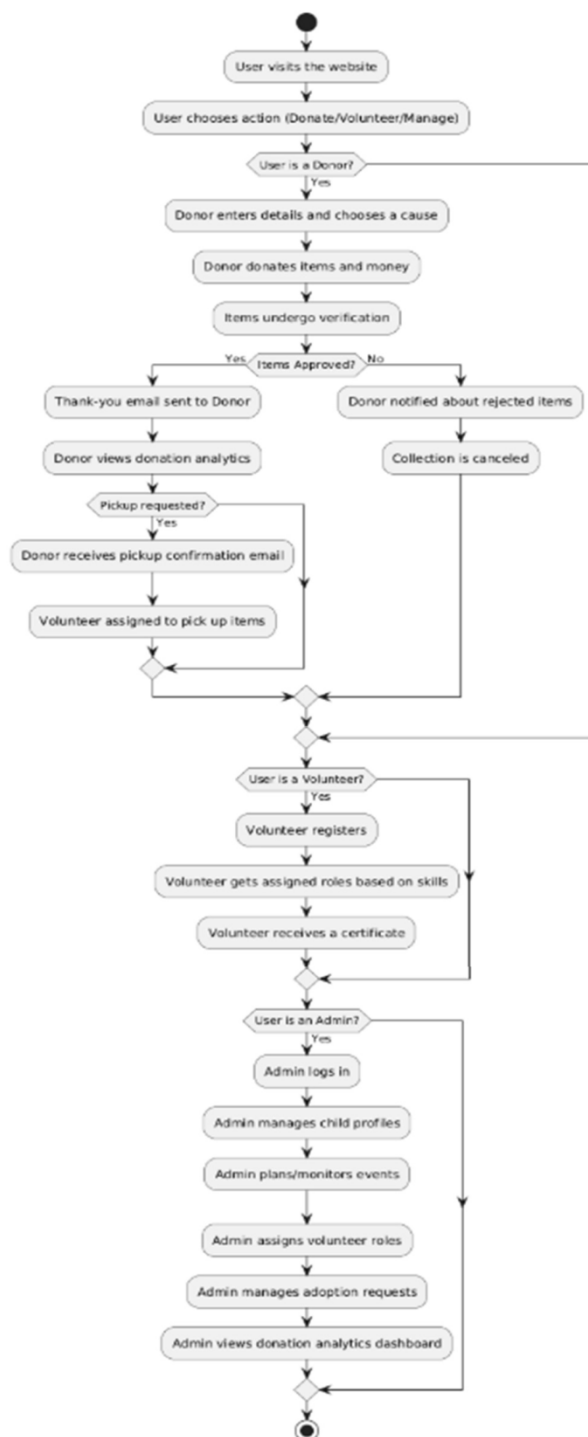 User visits the website
User chooses action (Donate/Volunteer/Manage)
User is a Donor?
Yes
Donor enters details and chooses a cause
Donor donates items and money
Items undergo verification
Yes
Items Approved?
No
Thank-you email sent to Donor
Donor notified about rejected items
Donor views donation analytics
Collection is canceled
Pickup requested?
Yes
Donor receives pickup confirmation email
Volunteer assigned to pick up items
User is a Volunteer?
Yes
Volunteer registers
Volunteer gets assigned roles based on skills
Volunteer receives a certificate
User is an Admin?
Yes
Admin logs in
Admin manages child profiles
Admin plans/monitors events
Admin assigns volunteer roles
Admin manages adoption requests
Admin views donation analytics dashboard